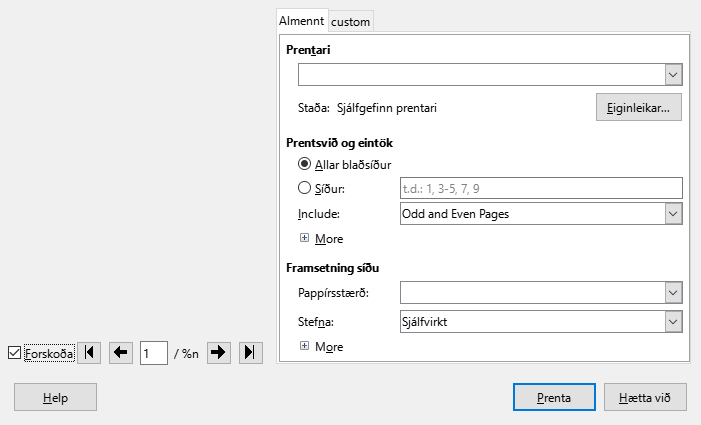 Almennt custom
Prentari
Staða: Sjálfgefinn prentari Eiginleikar...
Prentsvið og eintök
Allar blaðsíður
Síður: t.d.: 1, 3-5, 7, 9
Include: Odd and Even Pages
More
Framsetning síðu
Pappírsstærð:
Stefna: Sjálfvirkt
More
Forskoða 1 / %n
Help Prenta Hætta við